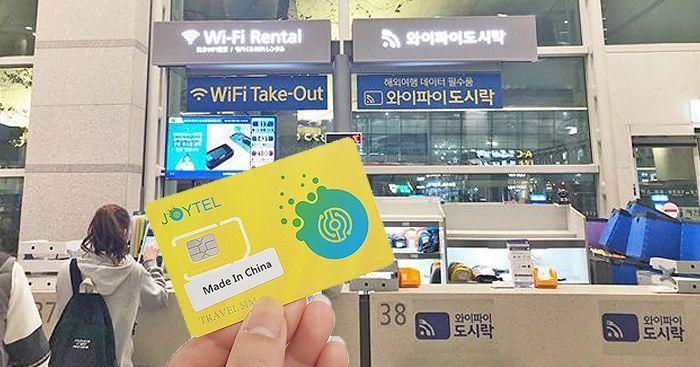 Wi-Fi Rental
와이파이도시락
WiFi Take-Out
해외여행 데이터 필수품
와이파이도시락
JOYTEL
Made In China
TRAVEL SIM
37
38
와이파이
도시락
와이파이
도시락